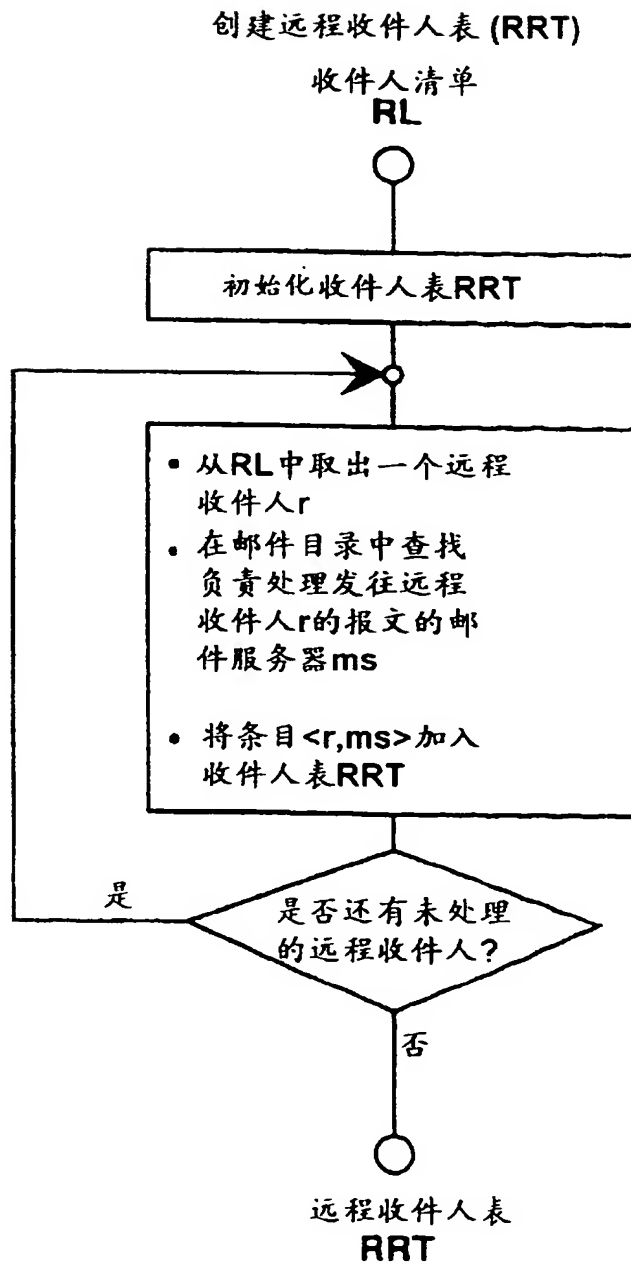 创建远程收件人表 (RRT)
收件人清单
RL
初始化收件人表RRT
• 从RL中取出一个远程
收件人r
• 在邮件目录中查找
负责处理发往远程
收件人r的报文的邮
件服务器ms
• 将条目<r,ms>加入
收件人表RRT
是
是否还有未处理
的远程收件人?
否
远程收件人表
RRT